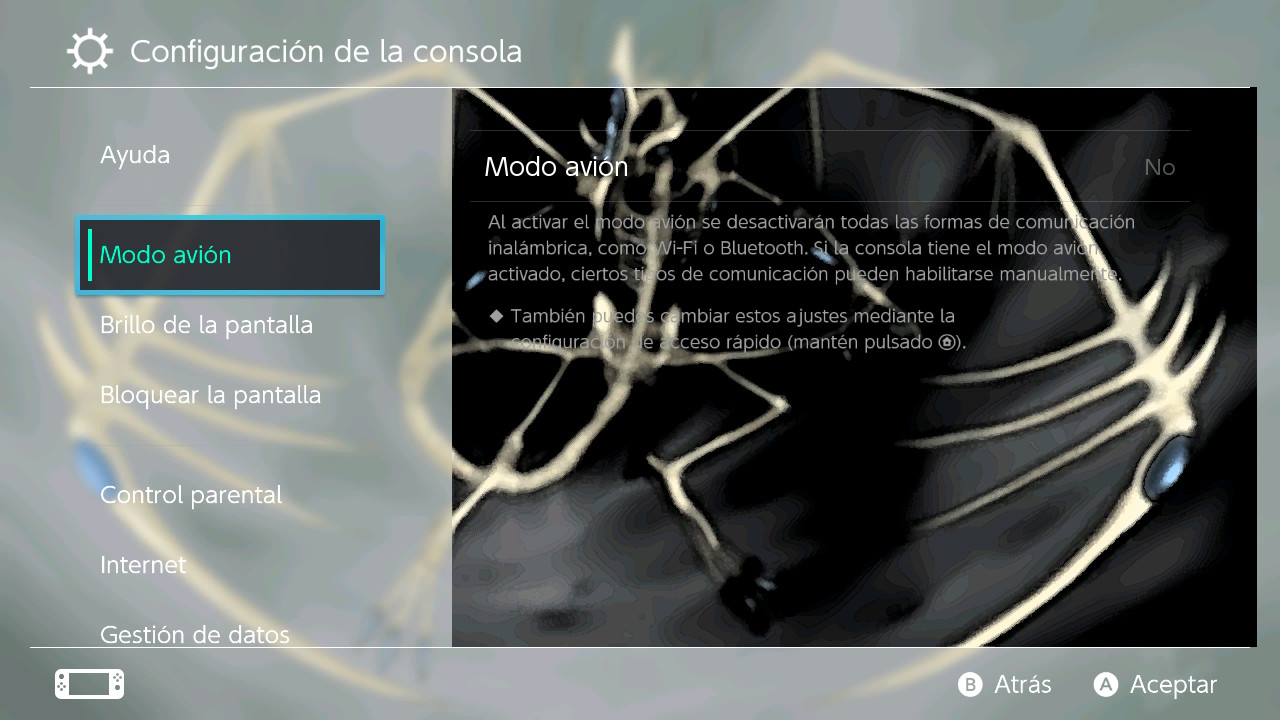 Configuración de la consola
Ayuda
Modo avión
Brillo de la pantalla
Bloquear la pantalla
Control parental
Internet
Gestión de datos
Modo avión
No
Al activar el modo avión se desactivarán todas las formas de comunicación
inalámbrica, como Wi-Fi o Bluetooth. Si la consola tiene el modo avión
activado, ciertos tipos de comunicación pueden habilitarse manualmente.
◆ También puedes cambiar estos ajustes mediante la
configuración de acceso rápido (mantén pulsado ).
B Atrás
A Aceptar